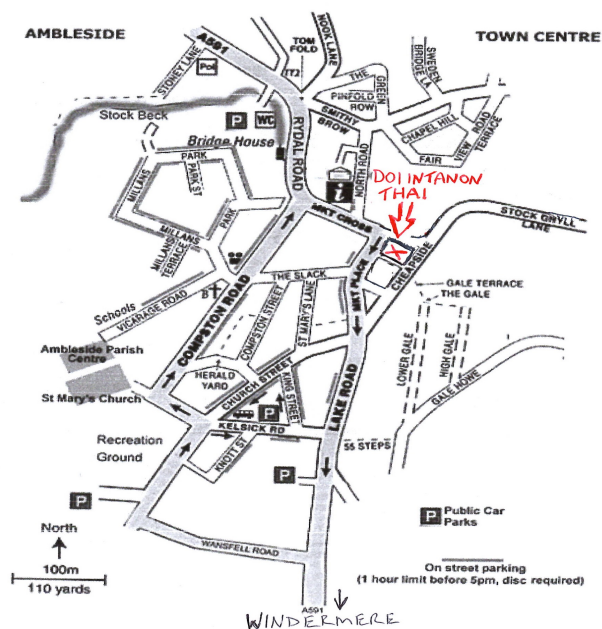 AMBLESIDE
TOWN CENTRE
A591
TOM
FOLD
NOOK LANE
STONEY LANE
Pol
THE
GREEN
SWEDEN
BRIDGE LA
PINFOLD
ROW
SMITHY
BROW
CHAPEL HILL
FAIR
VIEW
ROAD
TERRACE
Stock Beck
P
WC
Bridge House
RYDAL ROAD
NORTH ROAD
i
DOI INTANON
THAI
X
PARK
PARK ST
MILLANS
PARK
MILLANS
MILLANS
TERRACE
MKT CROSS
STOCK GHYLL
LANE
MKT PLACE
CHEAPSIDE
THE SLACK
Schools
VICARAGE ROAD
COMPSTON ROAD
COMPSTON STREET
ST MARY'S LANE
GALE TERRACE
THE GALE
LOWER GALE
HIGH GALE
GALE HOWE
Ambleside Parish
Centre
St Mary's Church
HERALD
YARD
CHURCH STREET
KING STREET
P
LAKE ROAD
KELSICK RD
KNOTT ST
55 STEPS
Recreation
Ground
P
P
WANSFELL ROAD
North
100m
110 yards
P
Public Car
Parks
On street parking
(1 hour limit before 5pm, disc required)
A591
WINDERMERE